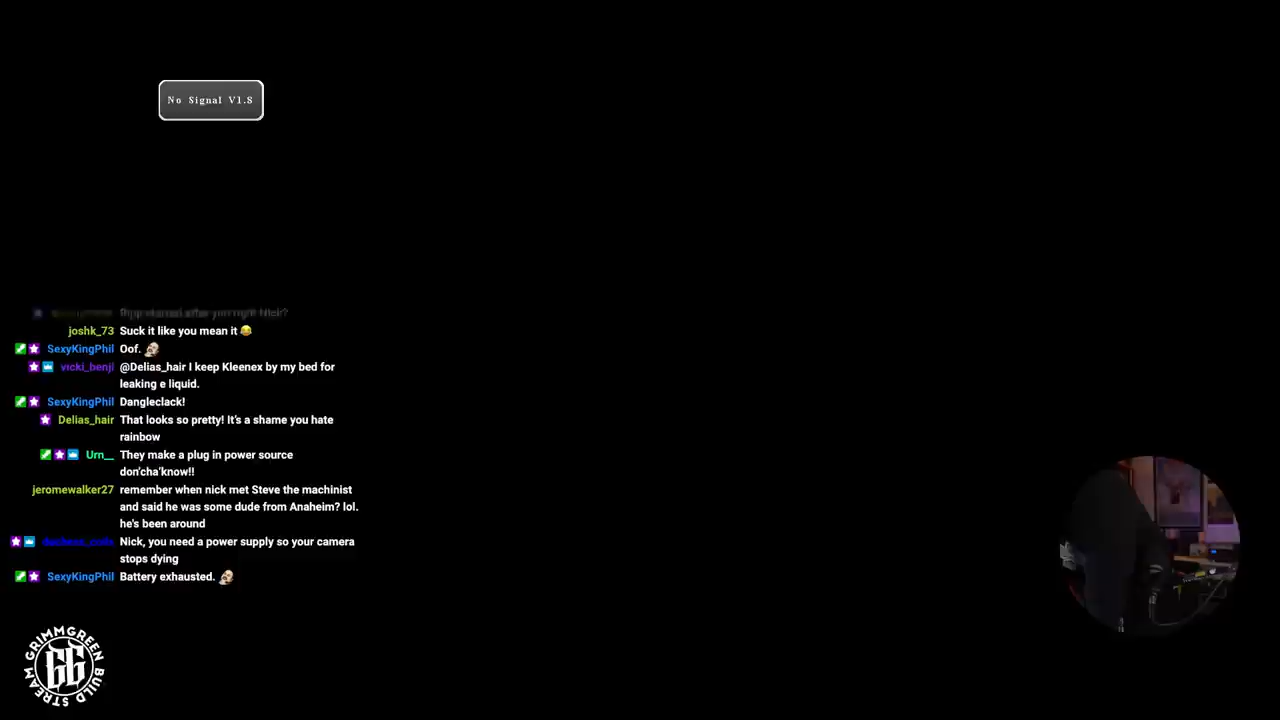 No Signal V1.8
joshk_73 Suck it like you mean it 😂
SexyKingPhil Oof.
vicki_benji @Delias_hair I keep Kleenex by my bed for
leaking e liquid.
SexyKingPhil Dangleclack!
Delias_hair That looks so pretty! It's a shame you hate
rainbow
Urn__ They make a plug in power source
don'cha'know!!
jeromewalker27 remember when nick met Steve the machinist
and said he was some dude from Anaheim? lol.
he's been around
Nick, you need a power supply so your camera
stops dying
SexyKingPhil Battery exhausted.
GRIMMGREEN
GG
BUILD STREAM